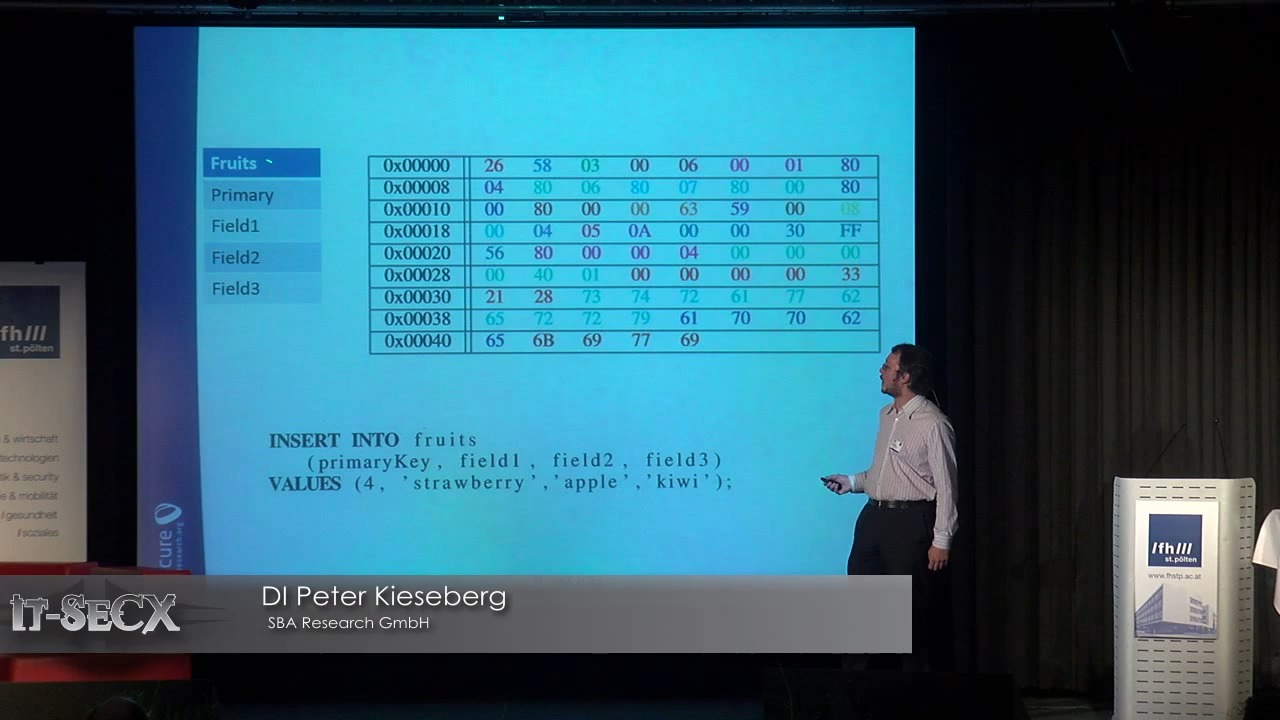 Fruits
Primary
Field1
Field2
Field3
0x00000 26 58 03 00 06 00 01 80
0x00008 04 80 06 80 07 80 00 80
0x00010 00 80 00 00 63 59 00 08
0x00018 00 04 05 0A 00 00 30 FF
0x00020 56 80 00 00 04 00 00 00
0x00028 00 40 01 00 00 00 00 33
0x00030 21 28 73 74 72 61 77 62
0x00038 65 72 72 79 61 70 70 62
0x00040 65 6B 69 77 69
INSERT INTO fruits
(primaryKey, field1, field2, field3)
VALUES (4, 'strawberry','apple','kiwi');
cure
research.org
fh///
st.pölten
& wirtschaft
technologien
tik & security
e & mobilität
/gesundheit
/soziales
IT-SECX
DI Peter Kieseberg
SBA Research GmbH
/fh///
st.pölten
www.fhstp.ac.at